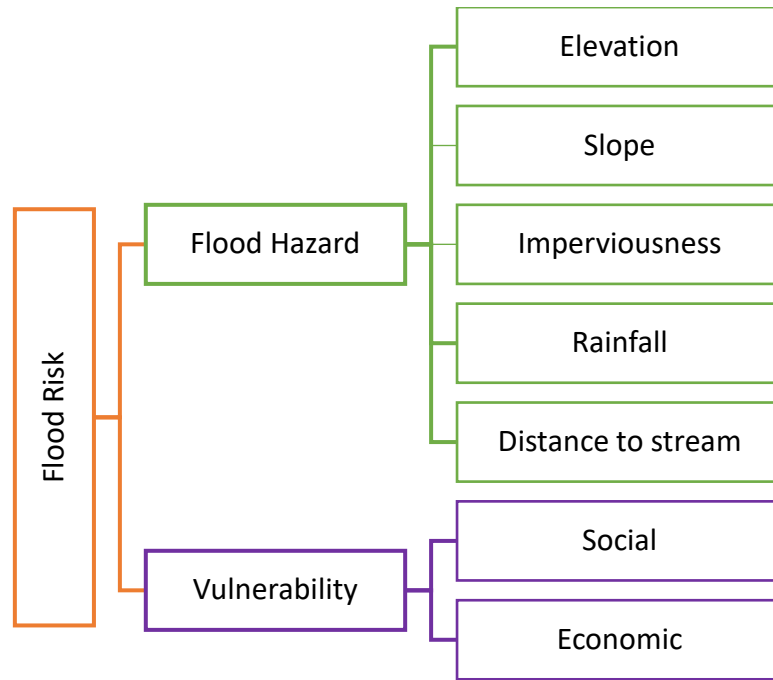 Flood Risk
Flood Hazard
Elevation
Slope
Imperviousness
Rainfall
Distance to stream
Vulnerability
Social
Economic